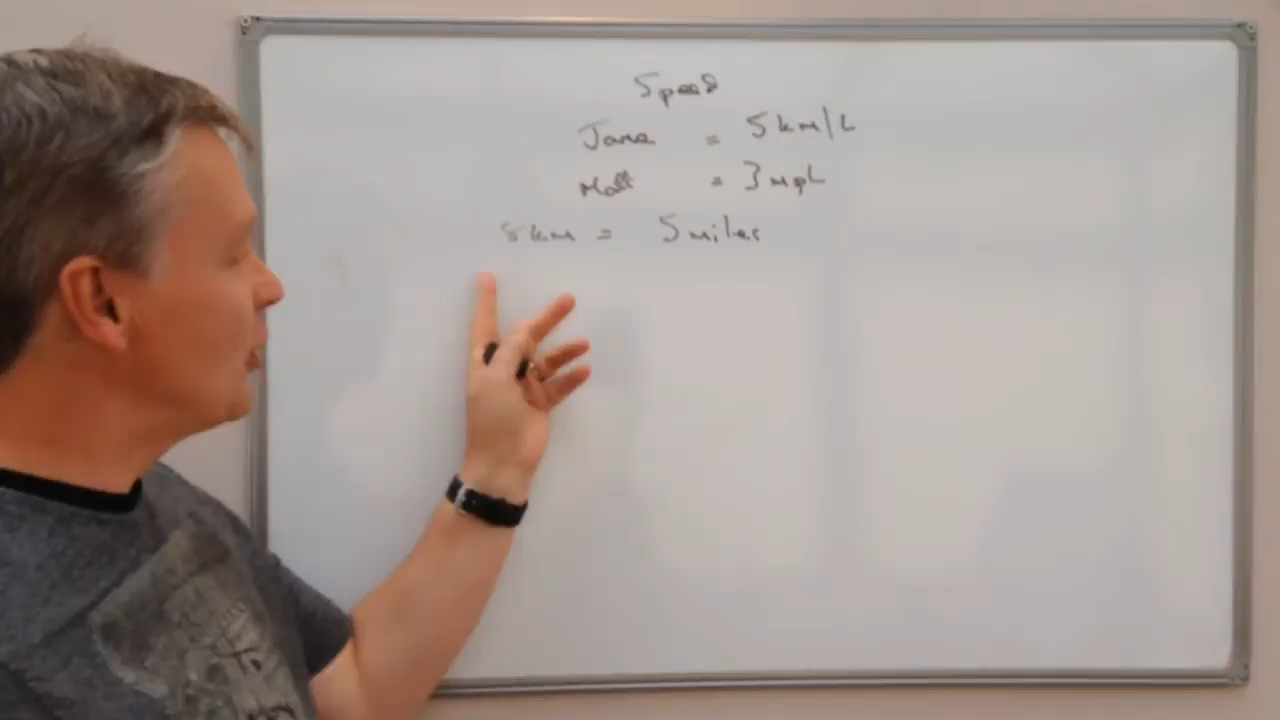 Speed
Jane = 5km/h
Matt = 3mph
8km = 5miles